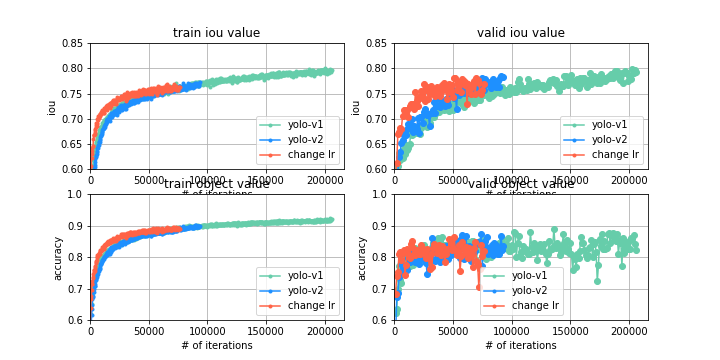 train iou value
valid iou value
0.85
0.80
0.75
0.70
0.65
0.60
iou
yolo-v1
yolo-v2
change lr
0 50000 100000 150000 200000
# of iterations
0.85
0.80
0.75
0.70
0.65
0.60
iou
yolo-v1
yolo-v2
change lr
0 50000 100000 150000 200000
# of iterations
train object value
valid object value
1.0
0.9
0.8
0.7
0.6
accuracy
yolo-v1
yolo-v2
change lr
0 50000 100000 150000 200000
# of iterations
1.0
0.9
0.8
0.7
0.6
accuracy
yolo-v1
yolo-v2
change lr
0 50000 100000 150000 200000
# of iterations